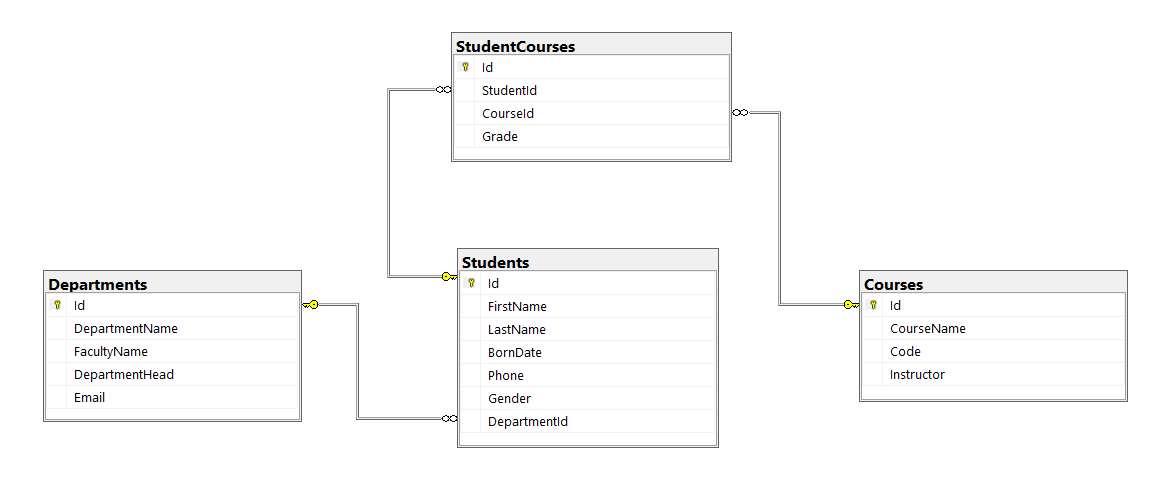 StudentCourses
Id
StudentId
CourseId
Grade
Students
Id
FirstName
LastName
BornDate
Phone
Gender
DepartmentId
Departments
Id
DepartmentName
FacultyName
DepartmentHead
Email
Courses
Id
CourseName
Code
Instructor